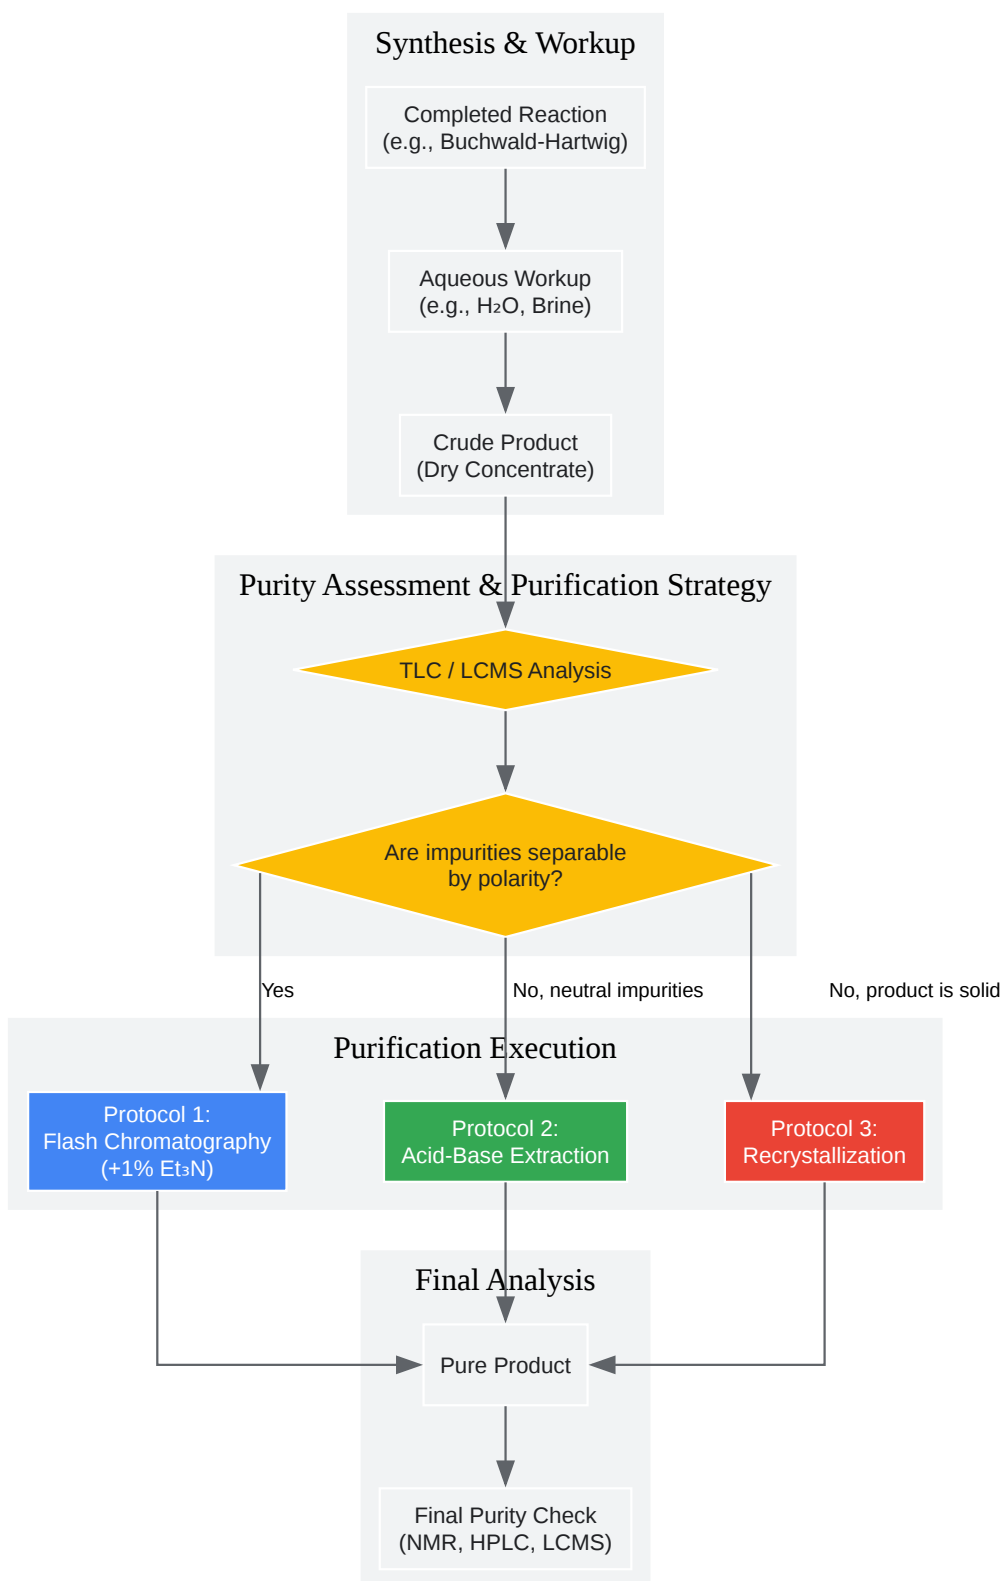 Synthesis & Workup
Completed Reaction
(e.g., Buchwald-Hartwig)
Aqueous Workup
(e.g., H₂O, Brine)
Crude Product
(Dry Concentrate)
Purity Assessment & Purification Strategy
TLC / LCMS Analysis
Are impurities separable
by polarity?
Yes
No, neutral impurities
No, product is solid
Purification Execution
Protocol 1:
Flash Chromatography
(+1% Et₃N)
Protocol 2:
Acid-Base Extraction
Protocol 3:
Recrystallization
Final Analysis
Pure Product
Final Purity Check
(NMR, HPLC, LCMS)